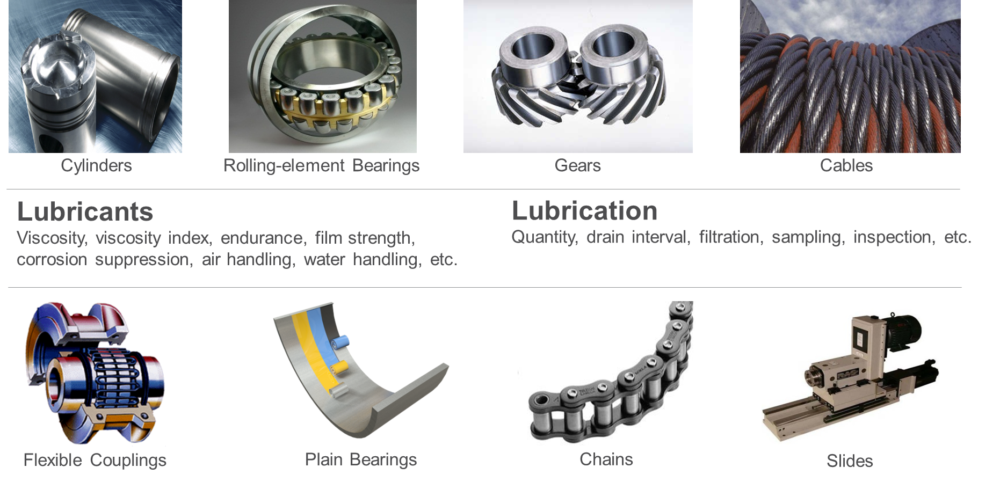 Cylinders
Rolling-element Bearings
Gears
Cables
Lubricants
Viscosity, viscosity index, endurance, film strength,
corrosion suppression, air handling, water handling, etc.
Lubrication
Quantity, drain interval, filtration, sampling, inspection, etc.
Flexible Couplings
Plain Bearings
Chains
Slides